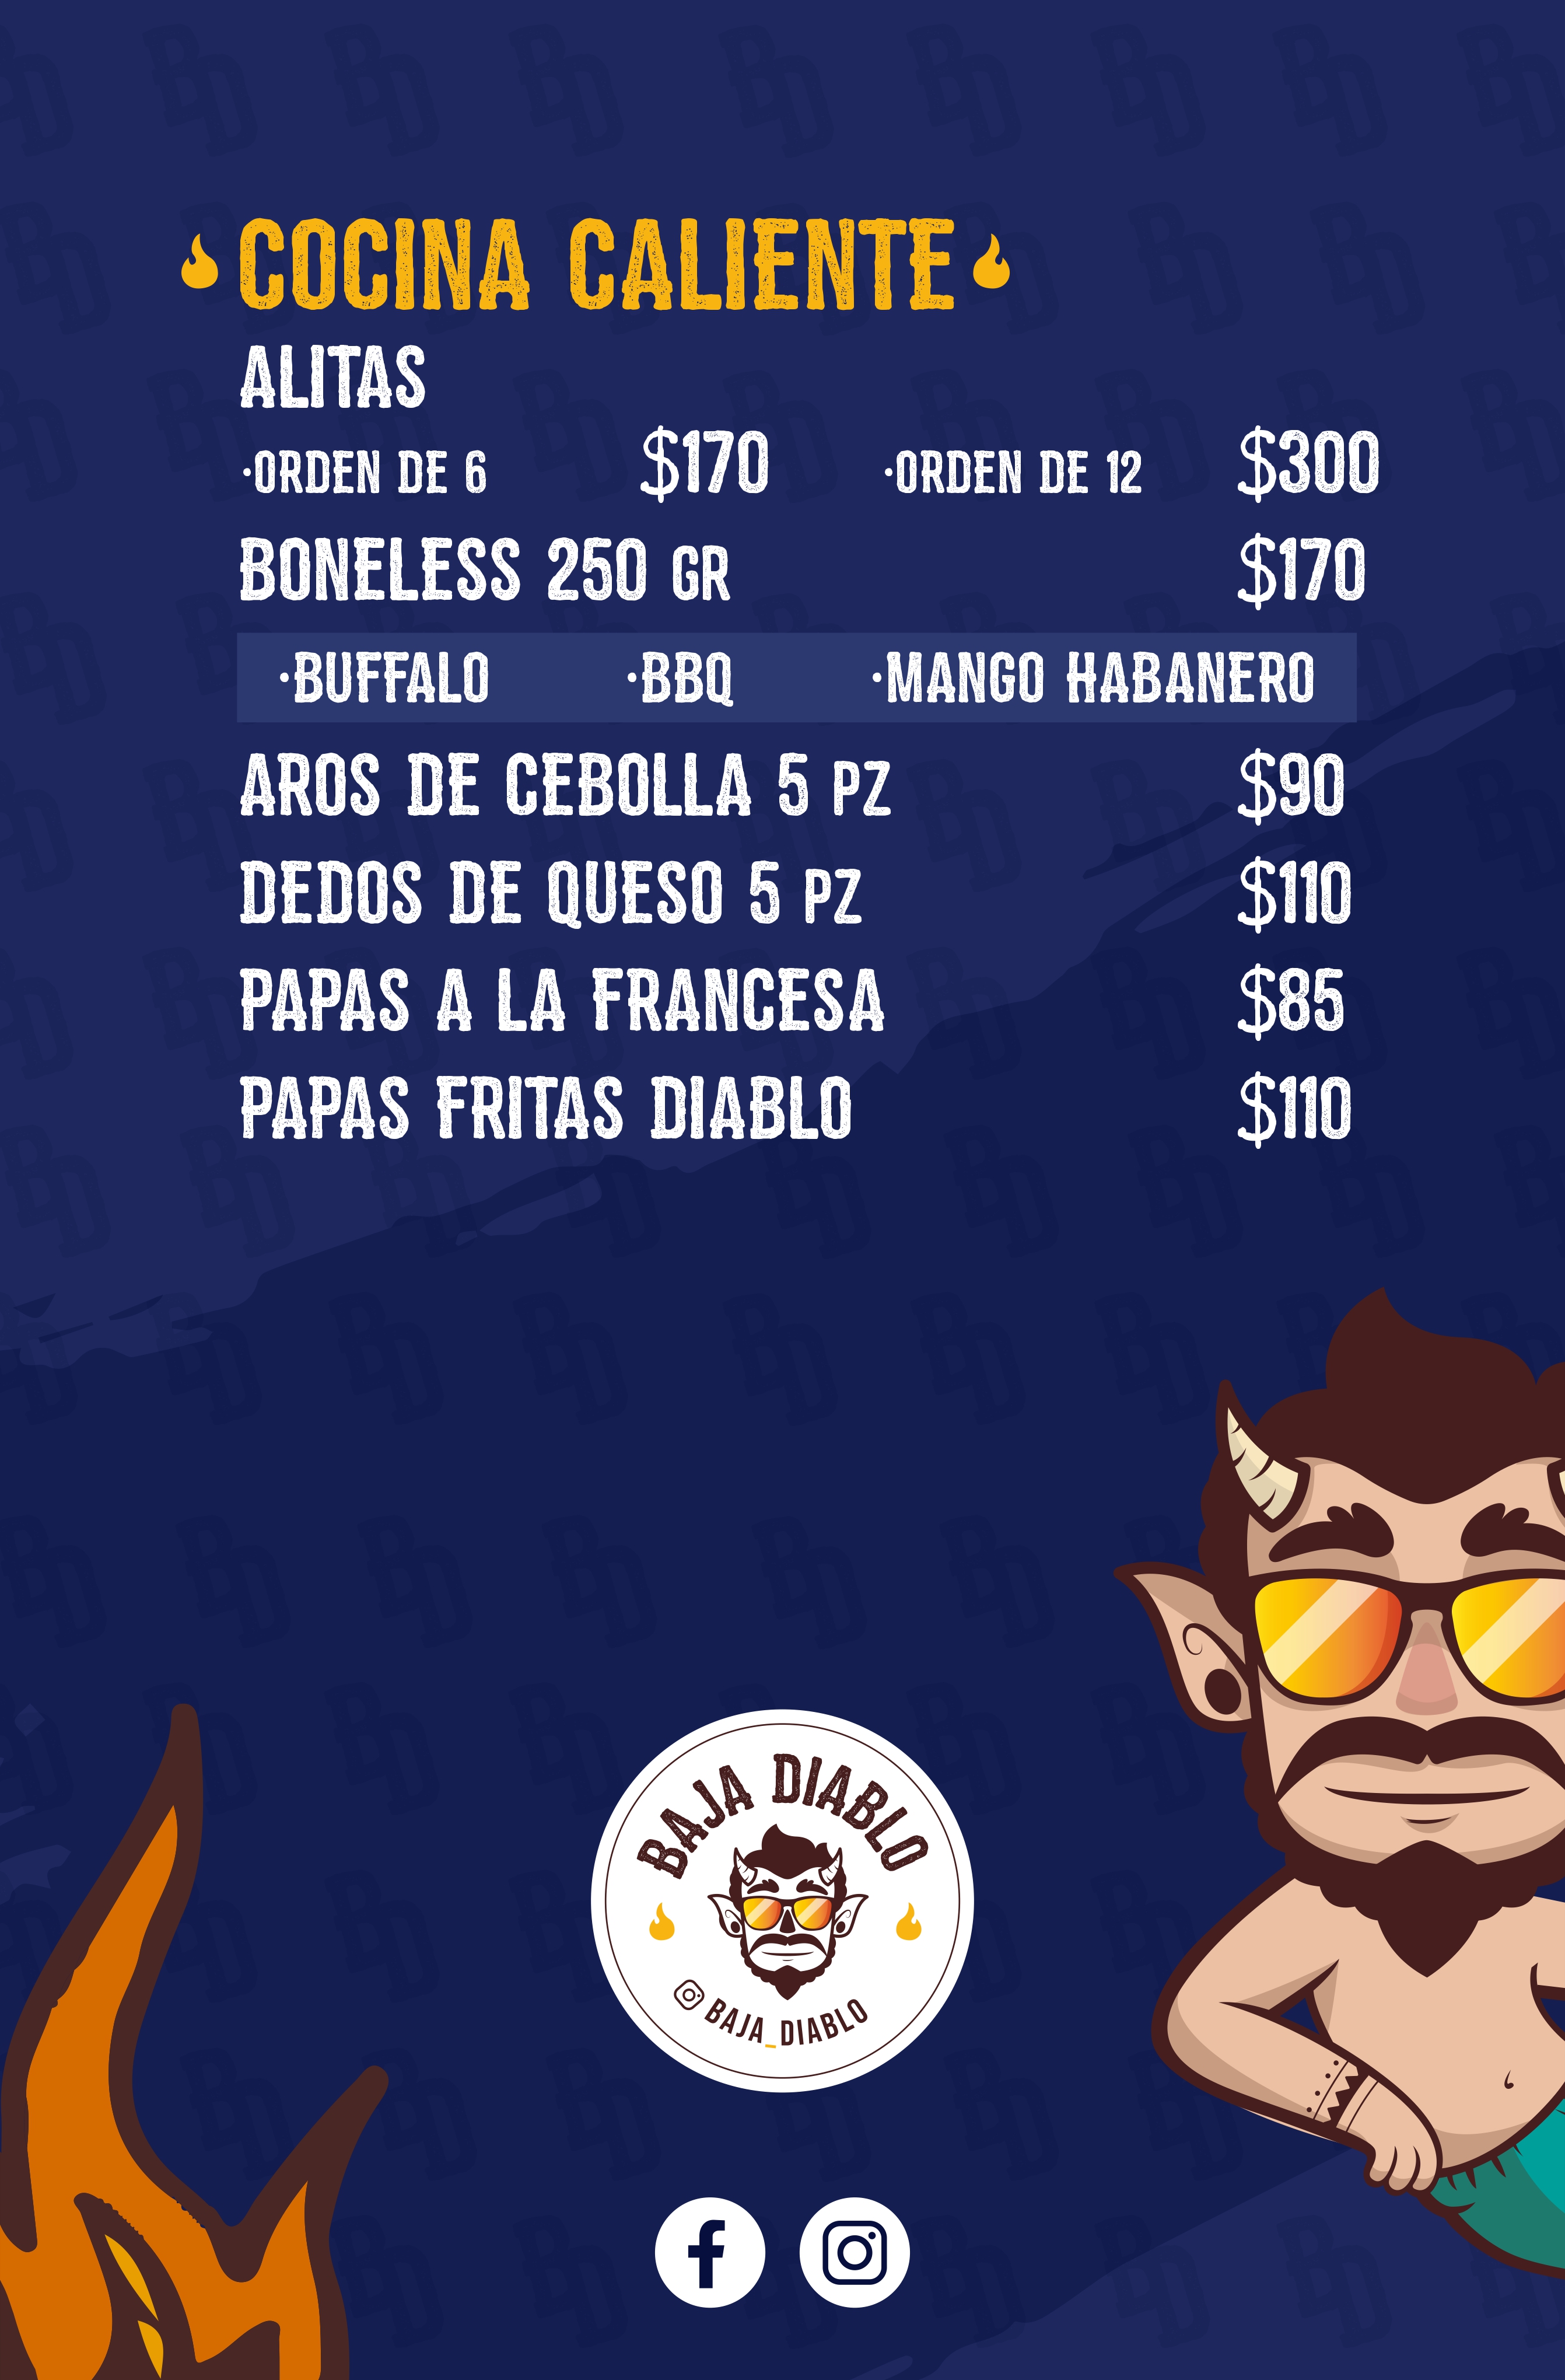 COCINA CALIENTE
ALITAS
·ORDEN DE 6 $170 ·ORDEN DE 12 $300
BONELESS 250 GR $170
·BUFFALO ·BBQ ·MANGO HABANERO
AROS DE CEBOLLA 5 PZ $90
DEDOS DE QUESO 5 PZ $110
PAPAS A LA FRANCESA $85
PAPAS FRITAS DIABLO $110
BAJA DIABLO
BAJA_DIABLO